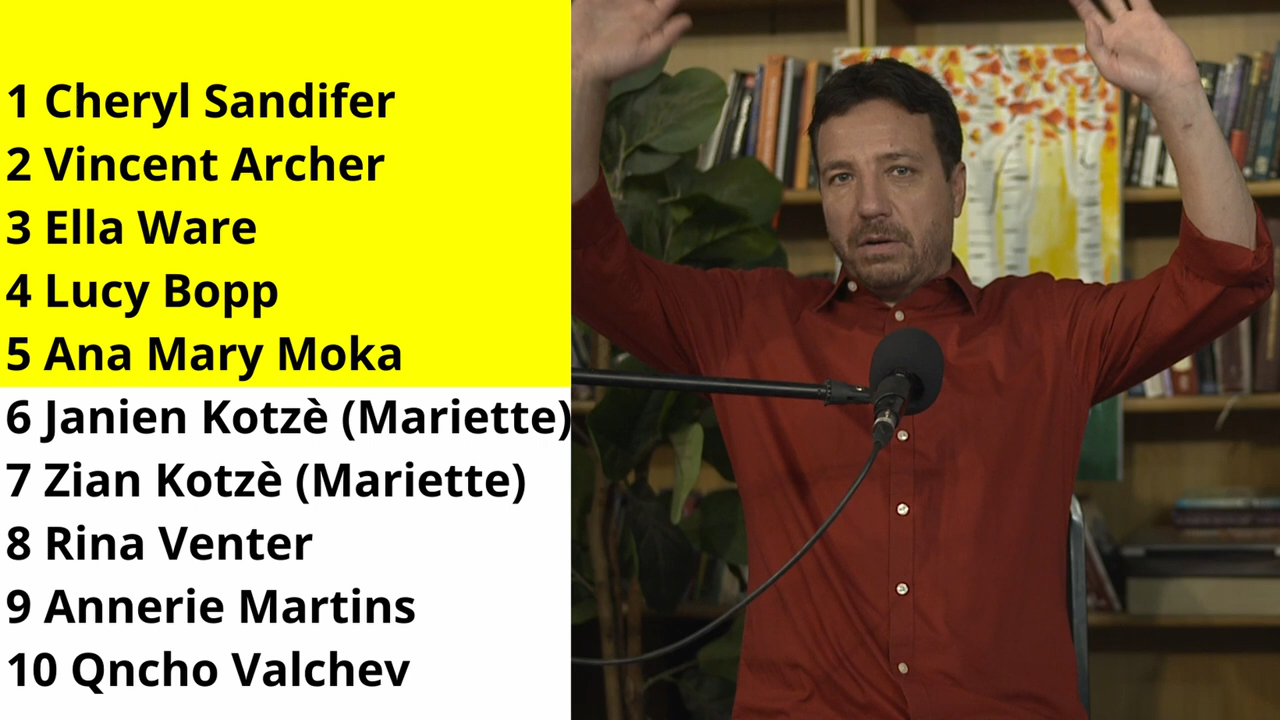 1 Cheryl Sandifer
2 Vincent Archer
3 Ella Ware
4 Lucy Bopp
5 Ana Mary Moka
6 Janien Kotzè (Mariette)
7 Zian Kotzè (Mariette)
8 Rina Venter
9 Annerie Martins
10 Qncho Valchev